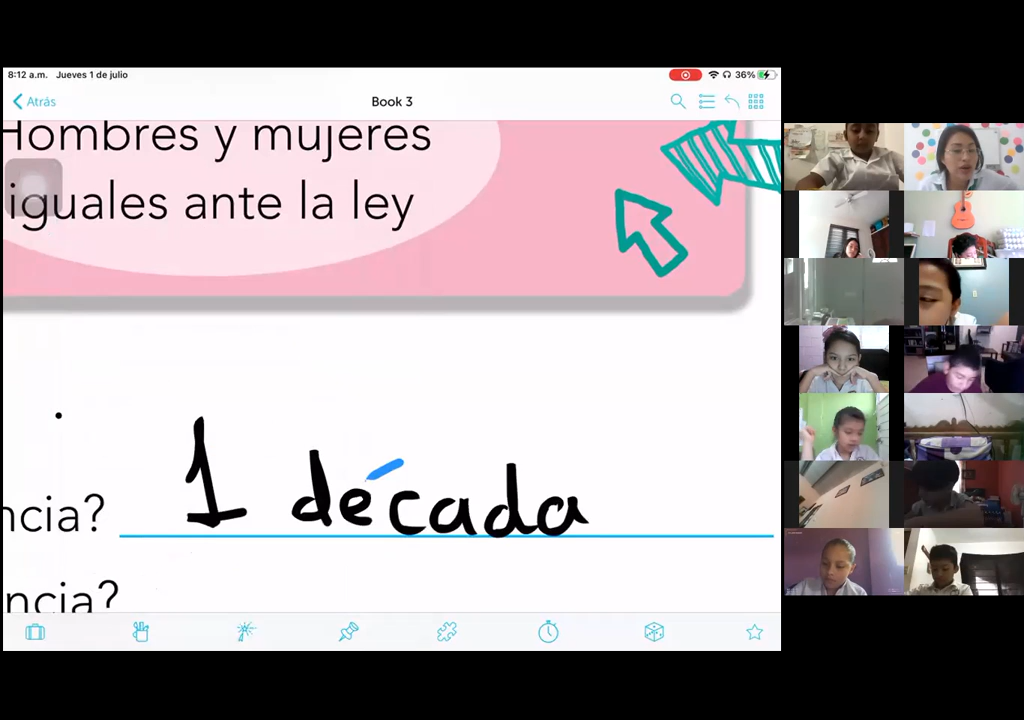 8:12 a.m. Jueves 1 de julio
36%
Atrás
Book 3
Hombres y mujeres
iguales ante la ley
ncia? 1 década
ncia?